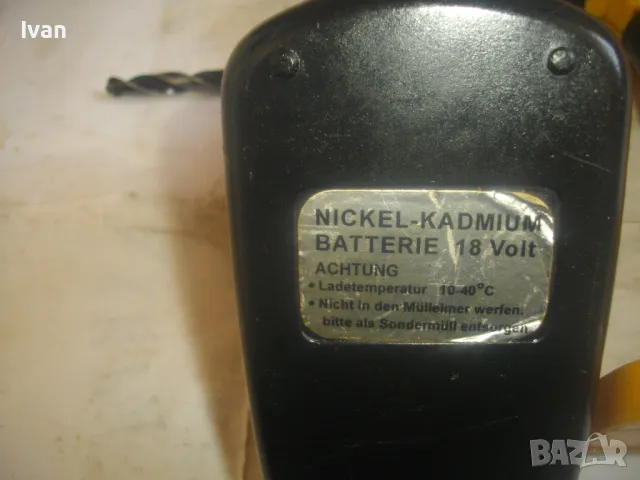 Ivan
NICKEL-KADMIUM
BATTERIE 18 Volt
ACHTUNG
• Ladetemperatur 10-40°C
• Nicht in den Mülleimer werfen.
bitte als Sondermüll entsorgen
BAZAR